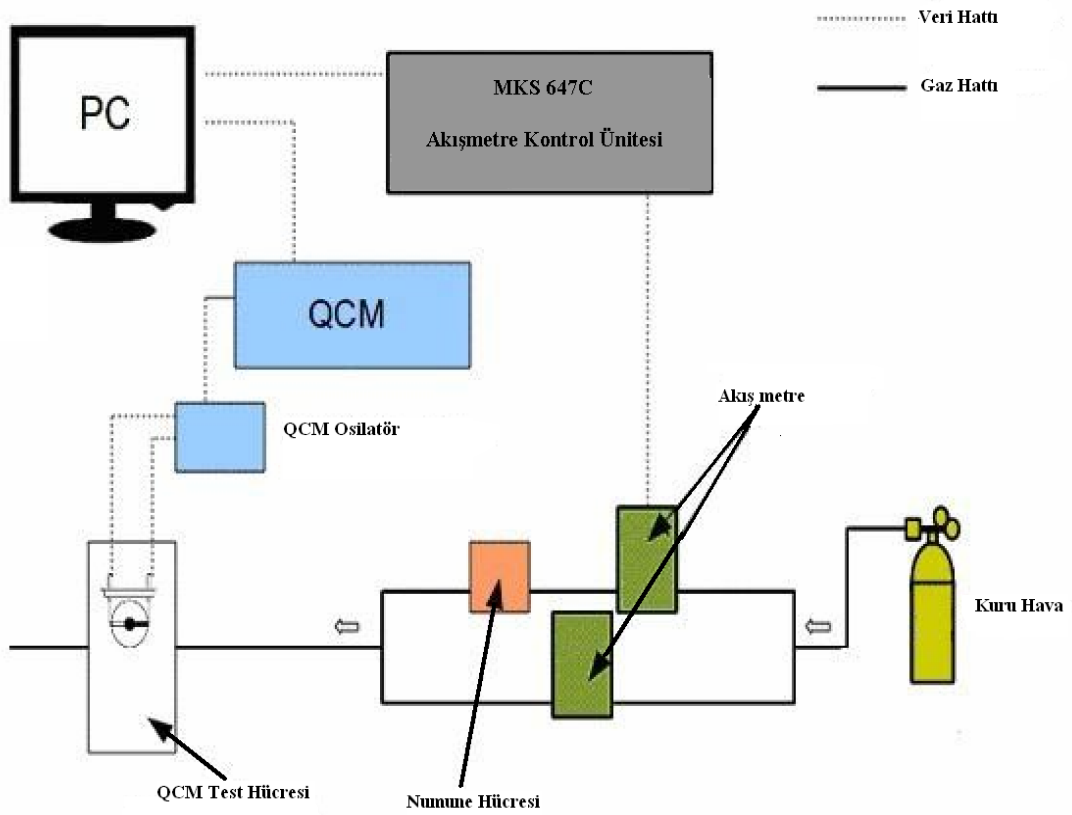 Veri Hattı
Gaz Hattı
PC
MKS 647C
Akışmetre Kontrol Ünitesi
QCM
Akış metre
QCM Osilatör
Kuru Hava
QCM Test Hücresi
Numune Hücresi